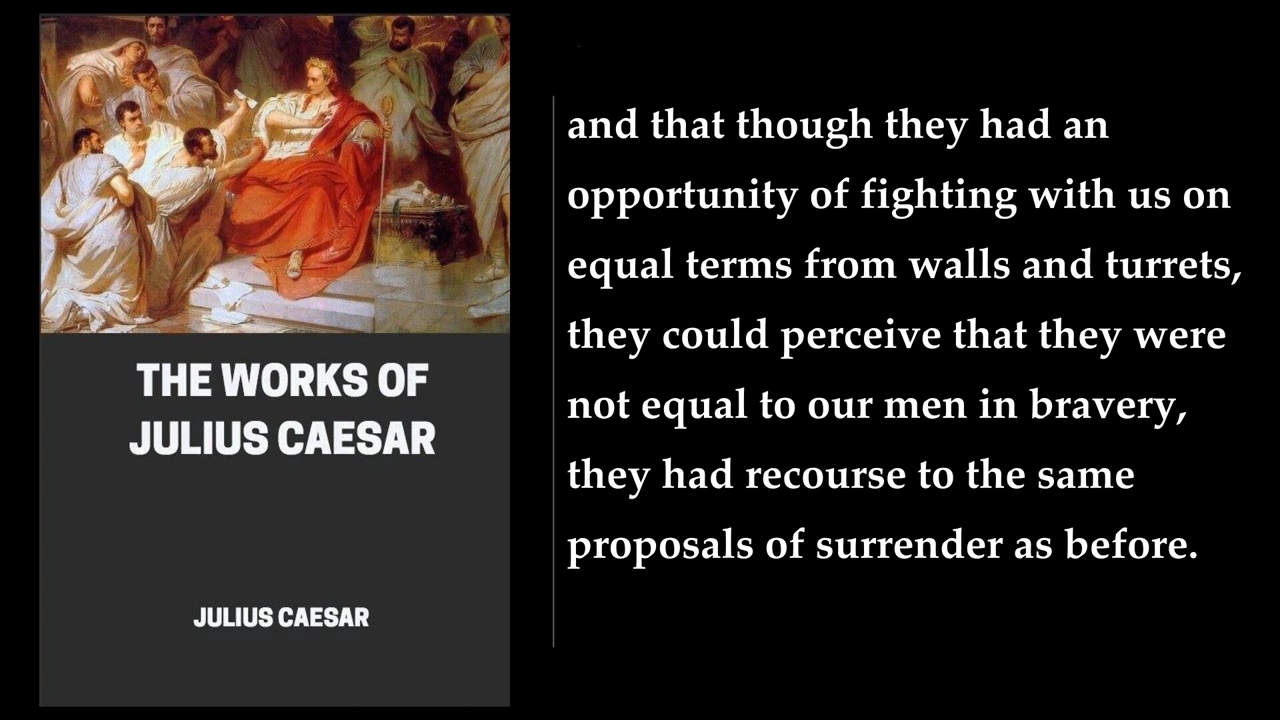 THE WORKS OF
JULIUS CAESAR
JULIUS CAESAR
and that though they had an
opportunity of fighting with us on
equal terms from walls and turrets,
they could perceive that they were
not equal to our men in bravery,
they had recourse to the same
proposals of surrender as before.